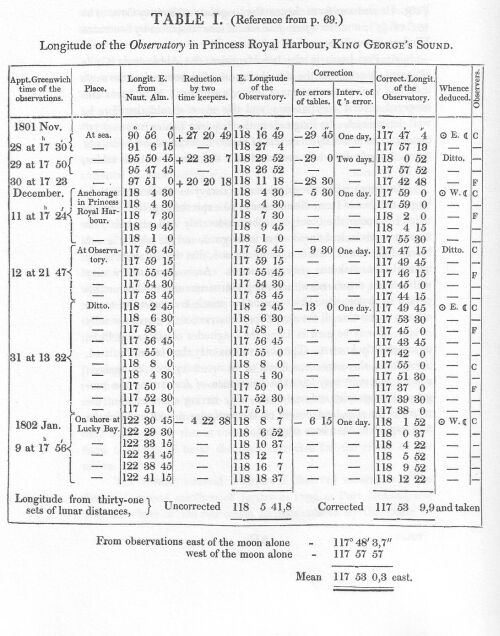 TABLE I. (Reference from p. 69.)
Longitude of the Observatory in Princess Royal Harbour, KING GEORGE'S SOUND.
Appt. Greenwich time of the observations. | Place. | Longit. E. from Naut. Alm. | Reduction by two time keepers. | E. Longitude of the Observatory. | Correction for errors of tables. | Correction Interv. of ☾'s error. | Correct. Longit. of the Observatory. | Whence deduced. | Observers.
1801 Nov. | ° ʹ ʺ | ° ʹ ʺ | ° ʹ ʺ | ʹ ʺ | ° ʹ ʺ
28 at 17 30 | At sea. | 90 56 0 | + 27 20 49 | 118 16 49 | – 29 45 | One day, | 117 47 4 | ☉ E. ☾ | C
— | 91 6 15 | — | 118 27 4 | — | — | 117 57 19 | — | —
29 at 17 50 | — | 95 50 45 | + 22 39 7 | 118 29 52 | – 29 0 | Two days. | 118 0 52 | Ditto. | —
— | 95 47 45 | — | 118 26 52 | — | — | 117 57 52 | — | —
30 at 17 23 | — | 97 51 0 | + 20 20 18 | 118 11 18 | – 28 30 | — | 117 42 48 | — | F
December.
11 at 17 24 | Anchorage in Princess Royal Harbour. | 118 4 30 | — | 118 4 30 | – 5 30 | One day. | 117 59 0 | ☉ W. ☾ | C
118 4 30 | — | 118 4 30 | — | — | 117 59 0 | — | —
118 7 30 | — | 118 7 30 | — | — | 118 2 0 | — | F
118 9 45 | — | 118 9 45 | — | — | 118 4 15 | — | —
— | 118 1 0 | — | 118 1 0 | — | — | 117 55 30 | — | —
12 at 21 47 | At Observatory. | 117 56 45 | — | 117 56 45 | – 9 30 | One day. | 117 47 15 | Ditto. | C
117 59 15 | — | 117 59 15 | — | — | 117 49 45 | — | —
— | 117 55 45 | — | 117 55 45 | — | — | 117 46 15 | — | F
— | 117 54 30 | — | 117 54 30 | — | — | 117 45 0 | — | —
— | 117 53 45 | — | 117 53 45 | — | — | 117 44 15 | — | —
31 at 13 32 | Ditto. | 118 2 45 | — | 118 2 45 | – 13 0 | One day. | 117 49 45 | ☉ E. ☾ | C
— | 118 6 30 | — | 118 6 30 | — | — | 117 53 30 | — | —
— | 117 58 0 | — | 117 58 0 | — | — | 117 45 0 | — | F
— | 117 56 45 | — | 117 56 45 | — | — | 117 43 45 | — | —
— | 117 55 0 | — | 117 55 0 | — | — | 117 42 0 | — | —
— | 118 8 0 | — | 118 8 0 | — | — | 117 55 0 | — | C
— | 118 4 30 | — | 118 4 30 | — | — | 117 51 30 | — | —
— | 117 50 0 | — | 117 50 0 | — | — | 117 37 0 | — | F
— | 117 52 30 | — | 117 52 30 | — | — | 117 39 30 | — | —
— | 117 51 0 | — | 117 51 0 | — | — | 117 38 0 | — | —
1802 Jan.
9 at 17 56 | On shore at Lucky Bay. | 122 30 45 | – 4 22 38 | 118 8 7 | – 6 15 | One day. | 118 1 52 | ☉ W. ☾ | C
122 29 30 | — | 118 6 52 | — | — | 118 0 37 | — | —
— | 122 33 15 | — | 118 10 37 | — | — | 118 4 22 | — | —
— | 122 34 45 | — | 118 12 7 | — | — | 118 5 52 | — | —
— | 122 38 45 | — | 118 16 7 | — | — | 118 9 52 | — | —
— | 122 41 15 | — | 118 18 37 | — | — | 118 12 22 | — | —
Longitude from thirty-one sets of lunar distances, } Uncorrected 118 5 41,8 Corrected 117 53 9,9 and taken
From observations east of the moon alone - 117° 48ʹ 3,7ʺ
west of the moon alone - 117 57 57
Mean 117 53 0,3 east.